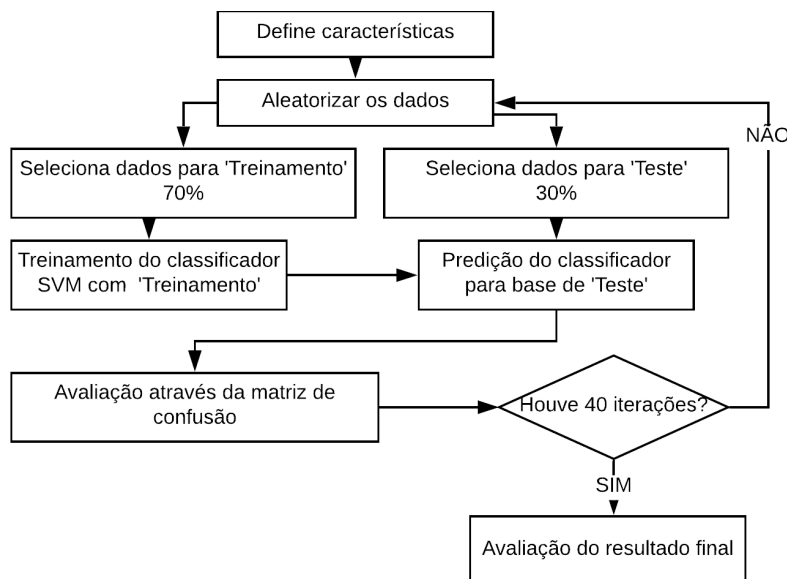 Define características
Aleatorizar os dados
NÃO
Seleciona dados para 'Treinamento'
70%
Seleciona dados para 'Teste'
30%
Treinamento do classificador
SVM com 'Treinamento'
Predição do classificador
para base de 'Teste'
Avaliação através da matriz de
confusão
Houve 40 iterações?
SIM
Avaliação do resultado final